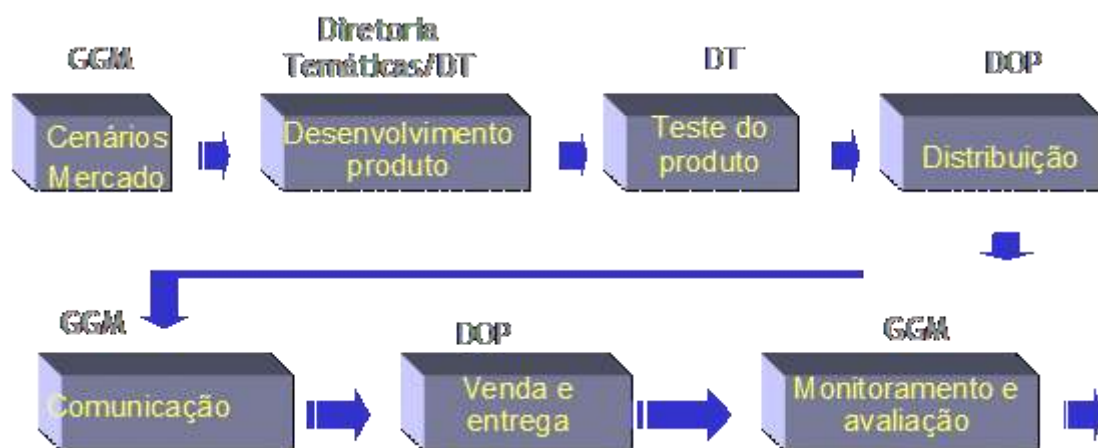 GGM
Diretoria
Temáticas/DT
DT
DOP
Cenários
Mercado
Desenvolvimento
produto
Teste do
produto
Distribuição
GGM
DOP
GGM
Comunicação
Venda e
entrega
Monitoramento e
avaliação